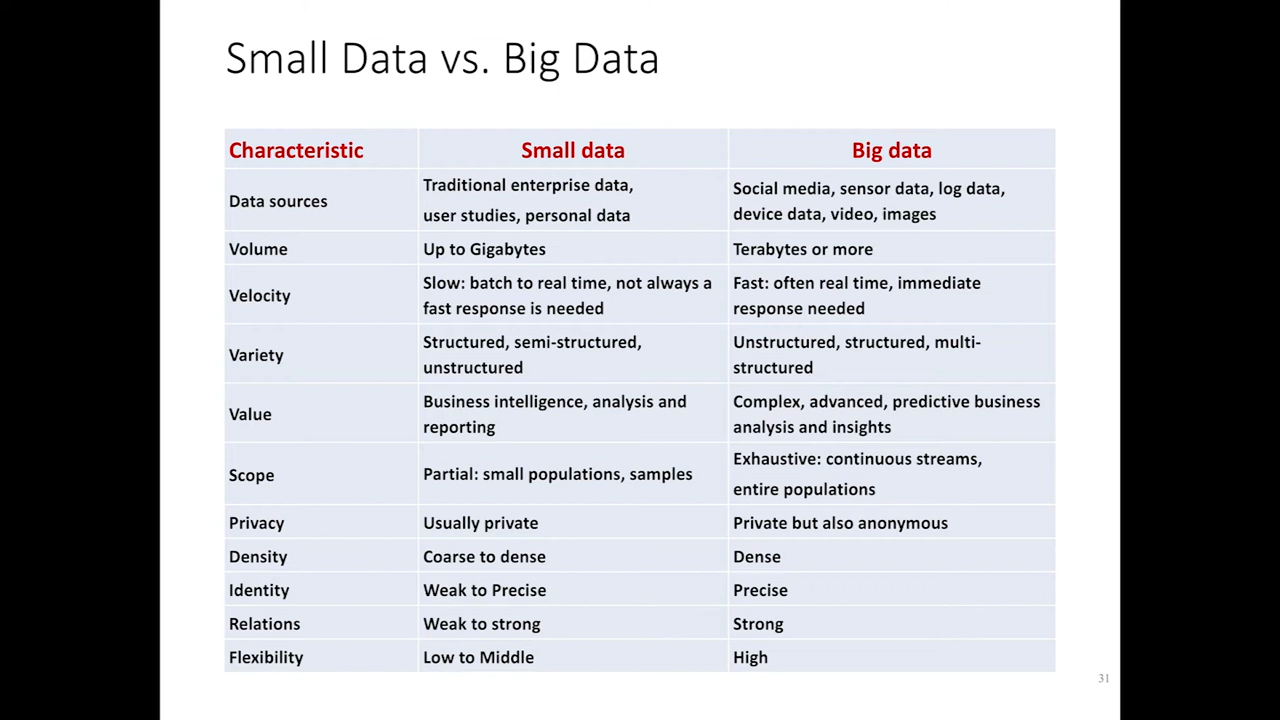 Small Data vs. Big Data
Characteristic
Small data
Big data
Data sources
Traditional enterprise data,
user studies, personal data
Social media, sensor data, log data,
device data, video, images
Volume
Up to Gigabytes
Terabytes or more
Velocity
Slow: batch to real time, not always a
fast response is needed
Fast: often real time, immediate
response needed
Variety
Structured, semi-structured,
unstructured
Unstructured, structured, multi-
structured
Value
Business intelligence, analysis and
reporting
Complex, advanced, predictive business
analysis and insights
Scope
Partial: small populations, samples
Exhaustive: continuous streams,
entire populations
Privacy
Usually private
Private but also anonymous
Density
Coarse to dense
Dense
Identity
Weak to Precise
Precise
Relations
Weak to strong
Strong
Flexibility
Low to Middle
High
31